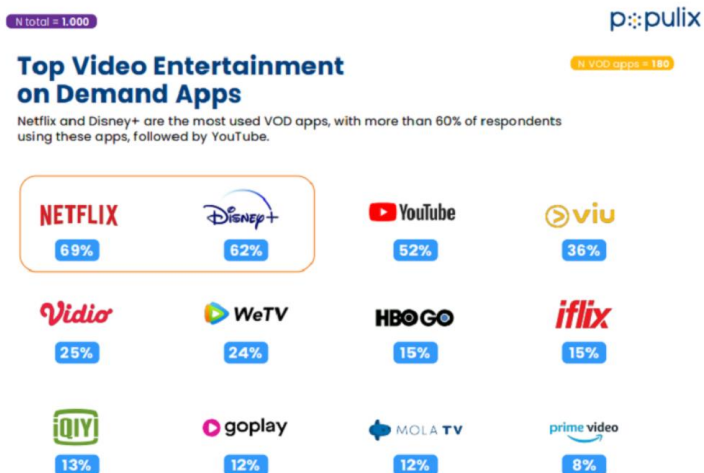 N total = 1.000
populix
Top Video Entertainment
on Demand Apps
N VOD apps = 180
Netflix and Disney+ are the most used VOD apps, with more than 60% of respondents
using these apps, followed by YouTube.
NETFLIX
Disney+
YouTube
viu
69%
62%
52%
36%
Vidio
WeTV
HBO GO
iflix
25%
24%
15%
15%
iQIYI
goplay
MOLA TV
prime video
13%
12%
12%
8%